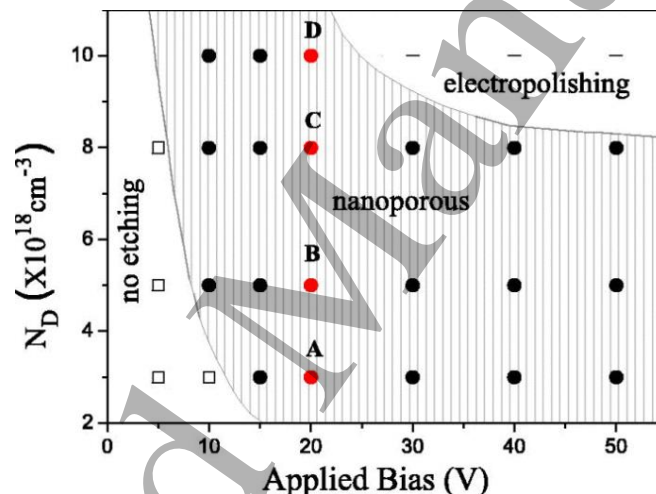 D
10
electropolishing
C
8
nanoporous
no etching
N_D (X10^18 cm^-3)
6
B
4
A
2
0 10 20 30 40 50
Applied Bias (V)
d Man